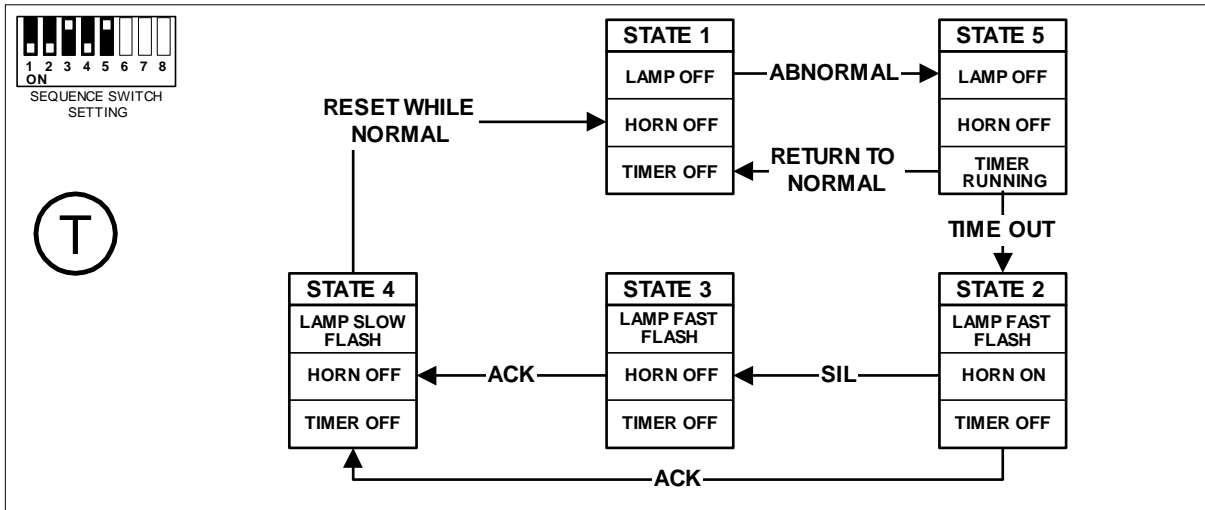 1 2 3 4 5 6 7 8
ON
SEQUENCE SWITCH
SETTING
T
RESET WHILE
NORMAL
STATE 1
LAMP OFF
HORN OFF
TIMER OFF
ABNORMAL
RETURN TO
NORMAL
STATE 5
LAMP OFF
HORN OFF
TIMER
RUNNING
TIME OUT
STATE 4
LAMP SLOW
FLASH
HORN OFF
TIMER OFF
ACK
STATE 3
LAMP FAST
FLASH
HORN OFF
TIMER OFF
SIL
STATE 2
LAMP FAST
FLASH
HORN ON
TIMER OFF
ACK